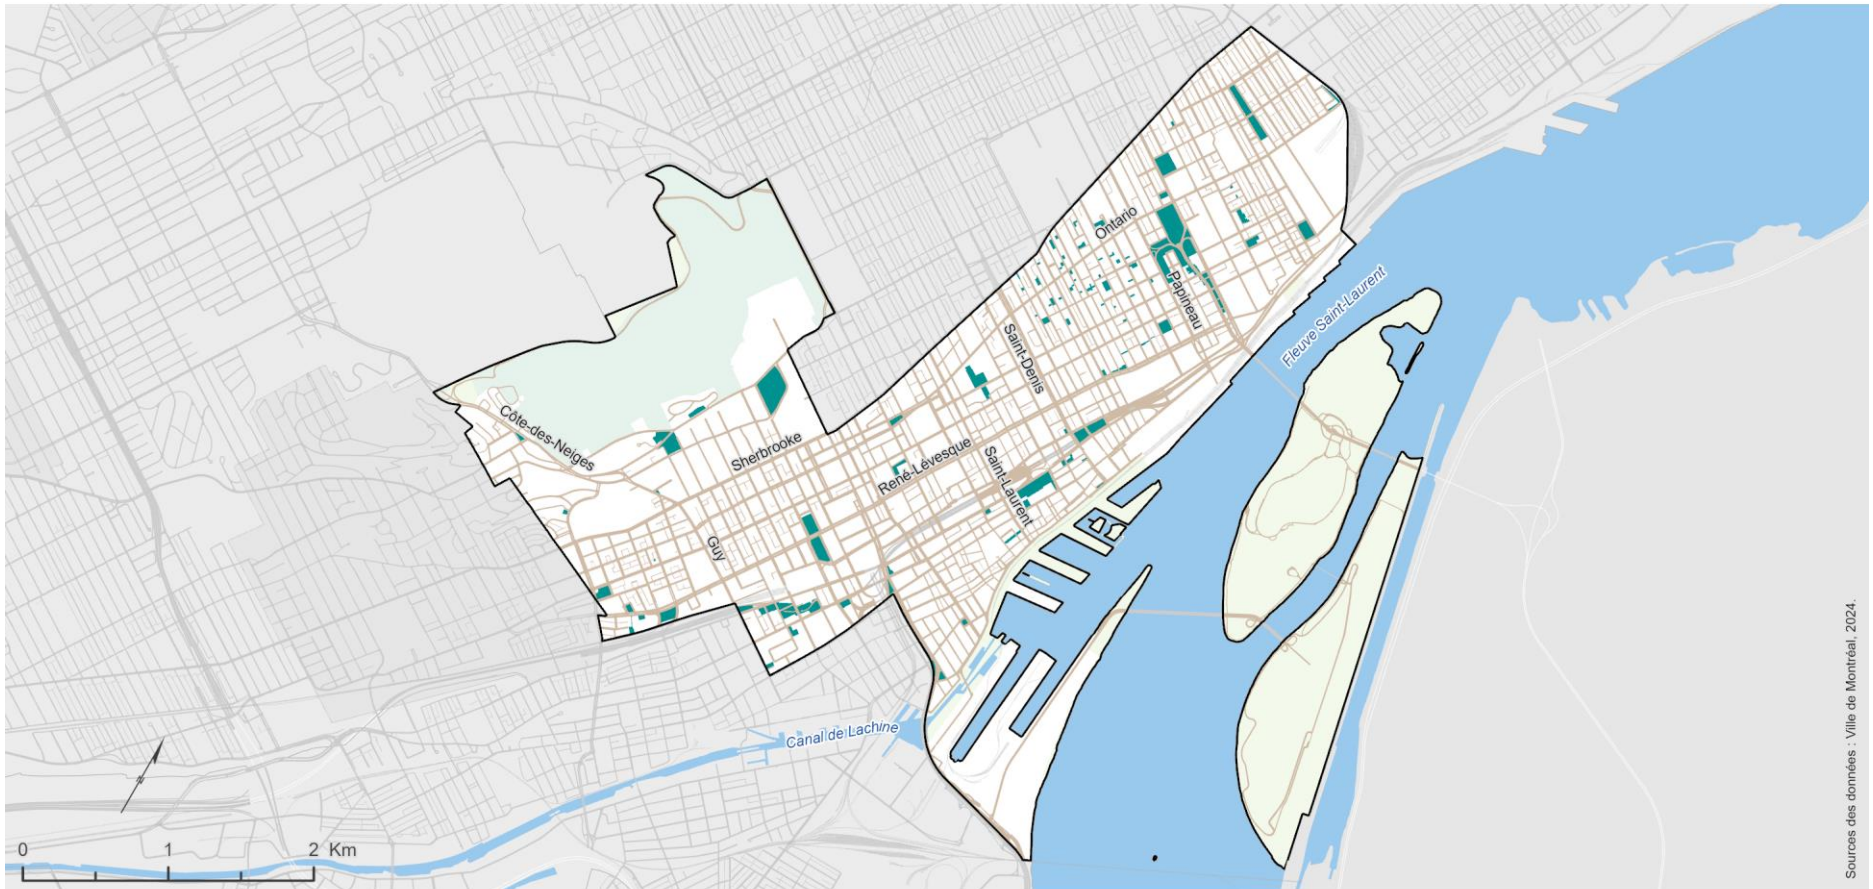 Ontario
Papineau
Fleuve Saint-Laurent
Saint-Denis
Côte-des-Neiges
Sherbrooke
René-Lévesque
Saint-Laurent
Guy
Canal de Lachine
N
0 1 2 Km
Sources des données : Ville de Montréal, 2024.